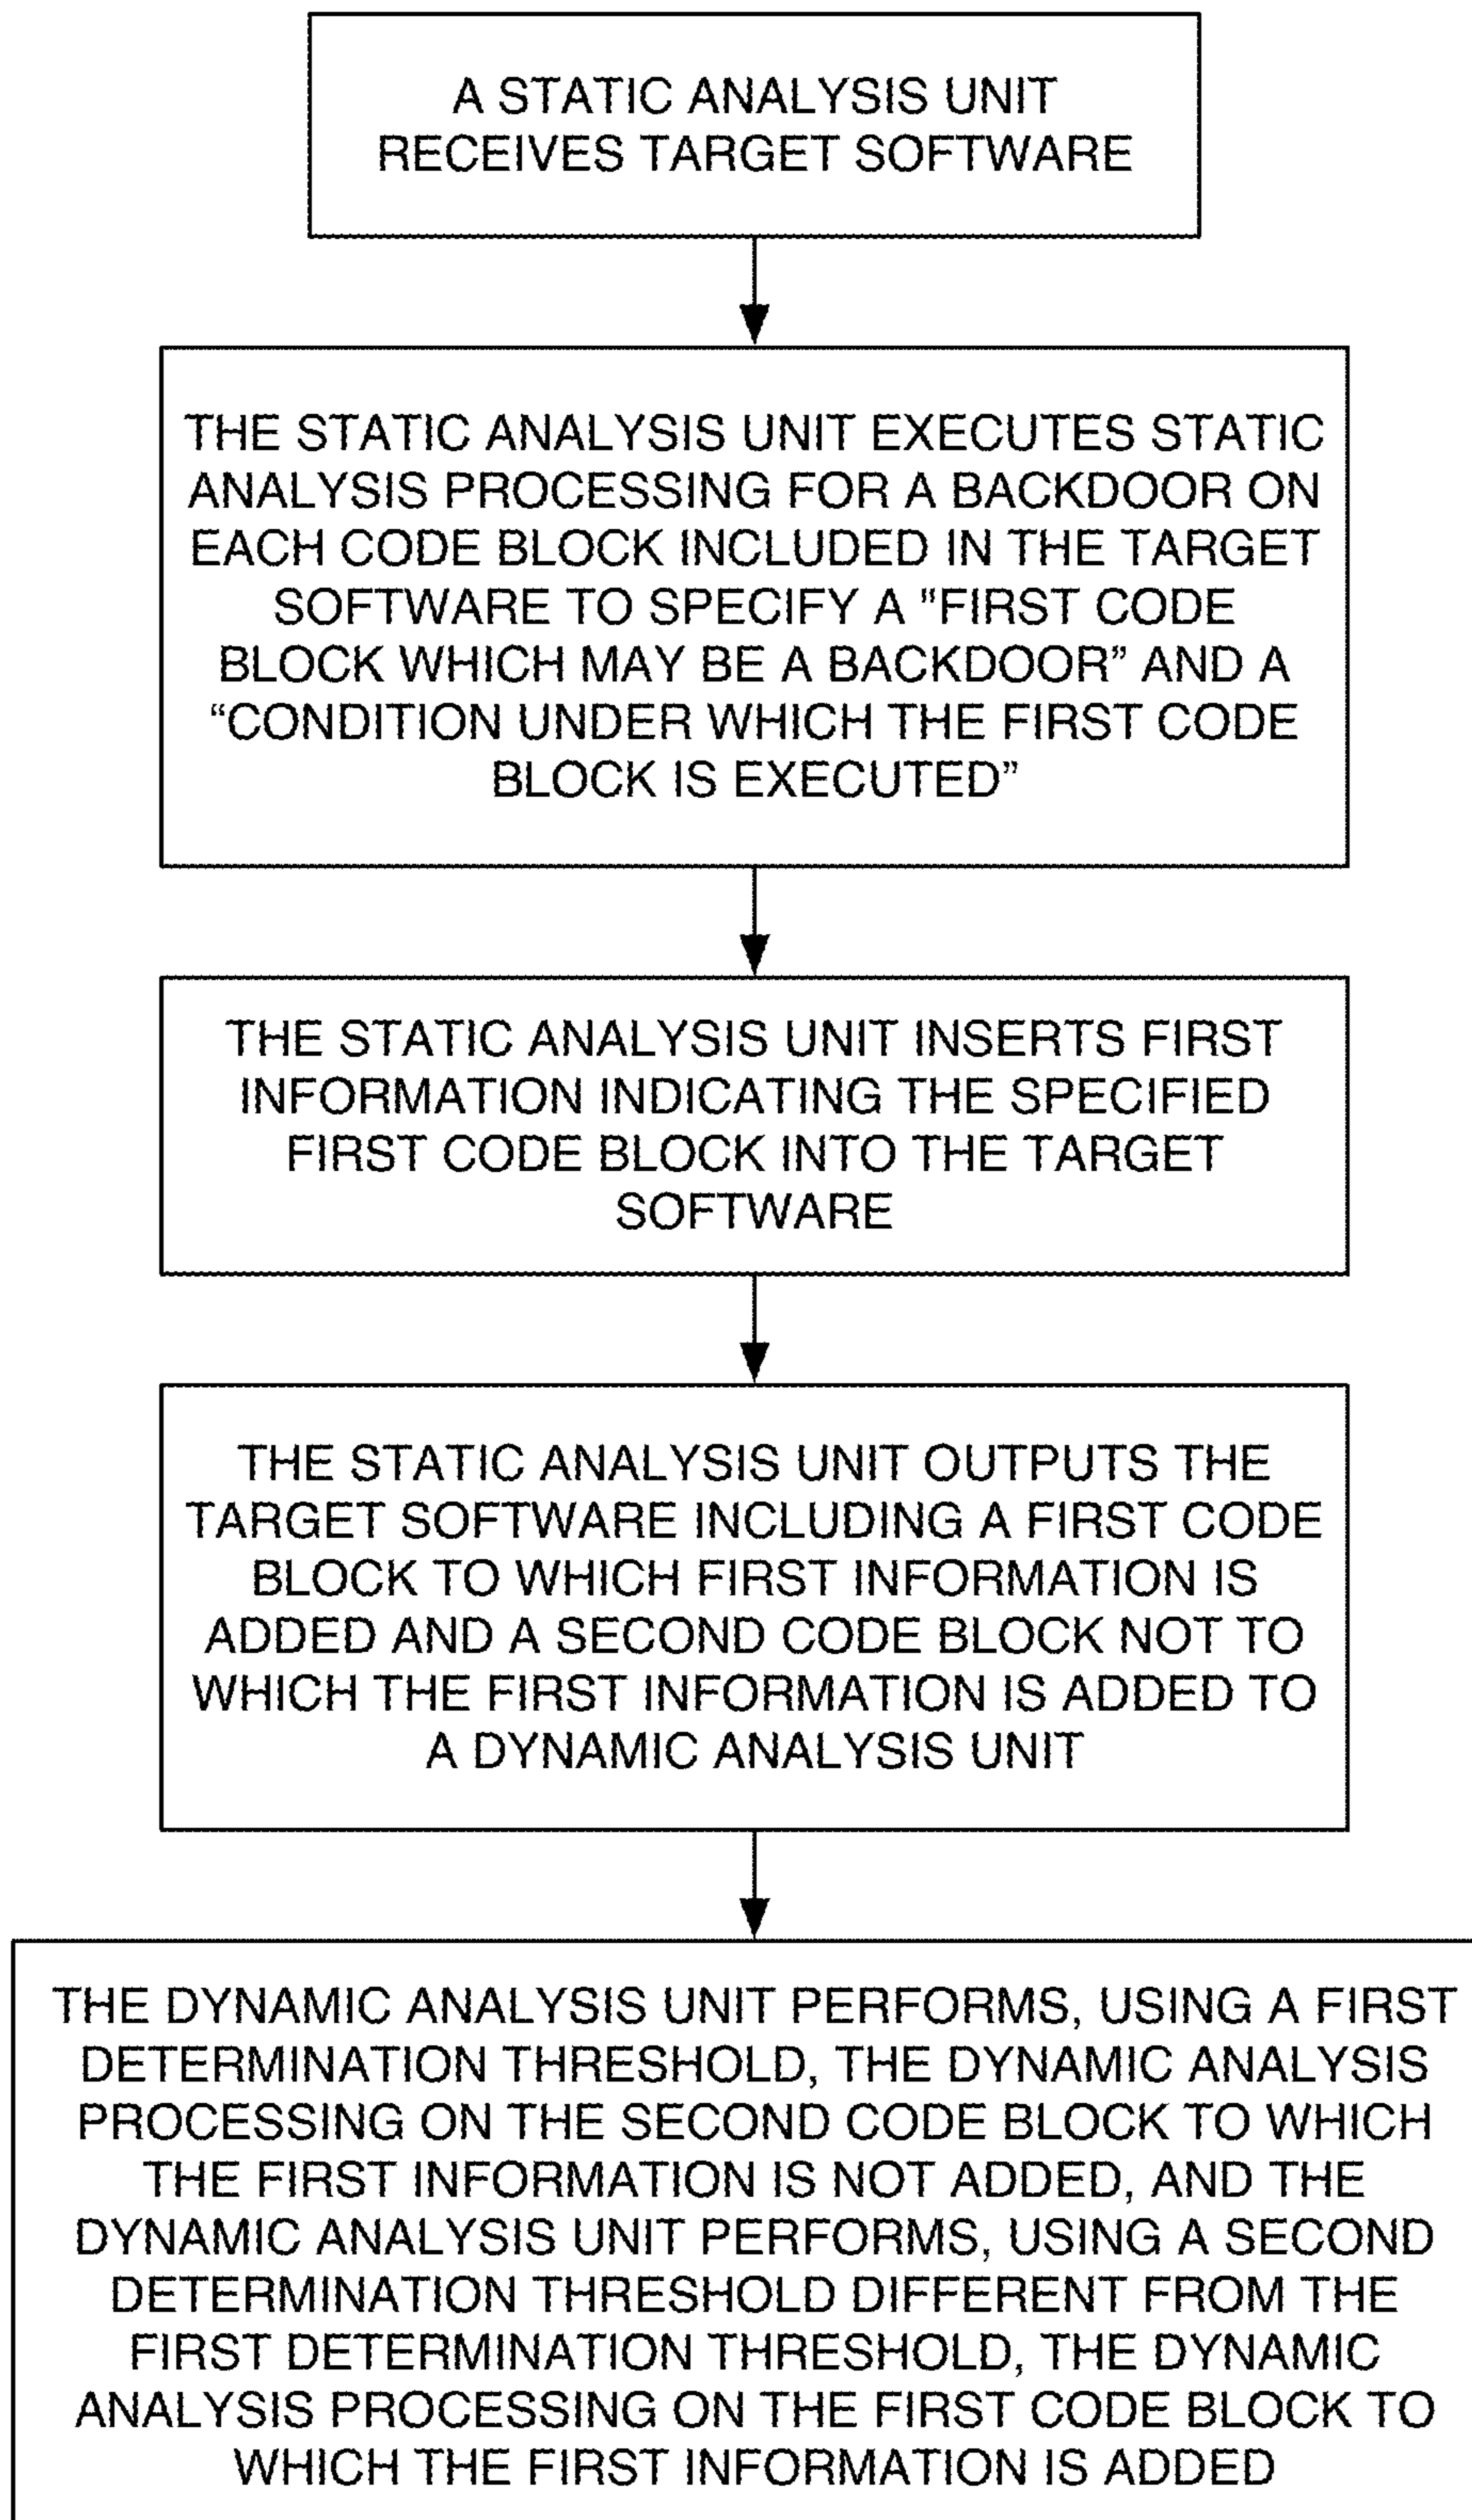 A STATIC ANALYSIS UNIT
RECEIVES TARGET SOFTWARE
THE STATIC ANALYSIS UNIT EXECUTES STATIC
ANALYSIS PROCESSING FOR A BACKDOOR ON
EACH CODE BLOCK INCLUDED IN THE TARGET
SOFTWARE TO SPECIFY A “FIRST CODE
BLOCK WHICH MAY BE A BACKDOOR” AND A
“CONDITION UNDER WHICH THE FIRST CODE
BLOCK IS EXECUTED”
THE STATIC ANALYSIS UNIT INSERTS FIRST
INFORMATION INDICATING THE SPECIFIED
FIRST CODE BLOCK INTO THE TARGET
SOFTWARE
THE STATIC ANALYSIS UNIT OUTPUTS THE
TARGET SOFTWARE INCLUDING A FIRST CODE
BLOCK TO WHICH FIRST INFORMATION IS
ADDED AND A SECOND CODE BLOCK NOT TO
WHICH THE FIRST INFORMATION IS ADDED TO
A DYNAMIC ANALYSIS UNIT
THE DYNAMIC ANALYSIS UNIT PERFORMS, USING A FIRST
DETERMINATION THRESHOLD, THE DYNAMIC ANALYSIS
PROCESSING ON THE SECOND CODE BLOCK TO WHICH
THE FIRST INFORMATION IS NOT ADDED, AND THE
DYNAMIC ANALYSIS UNIT PERFORMS, USING A SECOND
DETERMINATION THRESHOLD DIFFERENT FROM THE
FIRST DETERMINATION THRESHOLD, THE DYNAMIC
ANALYSIS PROCESSING ON THE FIRST CODE BLOCK TO
WHICH THE FIRST INFORMATION IS ADDED